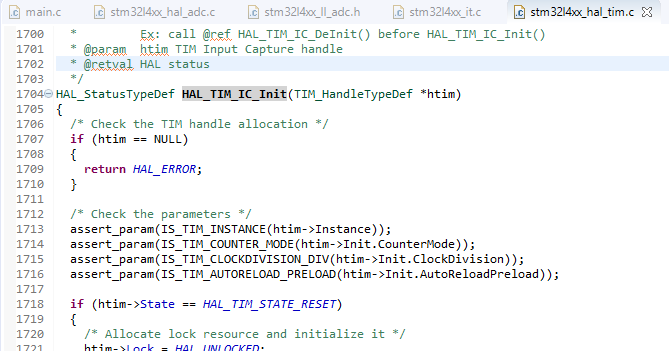 main.c stm32l4xx_hal_adc.c stm32l4xx_ll_adc.h stm32l4xx_it.c stm32l4xx_hal_tim.c
1700 * Ex: call @ref HAL_TIM_IC_DeInit() before HAL_TIM_IC_Init()
1701 * @param htim TIM Input Capture handle
1702 * @retval HAL status
1703 */
1704 HAL_StatusTypeDef HAL_TIM_IC_Init(TIM_HandleTypeDef *htim)
1705 {
1706 /* Check the TIM handle allocation */
1707 if (htim == NULL)
1708 {
1709 return HAL_ERROR;
1710 }
1711
1712 /* Check the parameters */
1713 assert_param(IS_TIM_INSTANCE(htim->Instance));
1714 assert_param(IS_TIM_COUNTER_MODE(htim->Init.CounterMode));
1715 assert_param(IS_TIM_CLOCKDIVISION_DIV(htim->Init.ClockDivision));
1716 assert_param(IS_TIM_AUTORELOAD_PRELOAD(htim->Init.AutoReloadPreload));
1717
1718 if (htim->State == HAL_TIM_STATE_RESET)
1719 {
1720 /* Allocate lock resource and initialize it */
1721 htim->Lock = HAL_UNLOCKED;